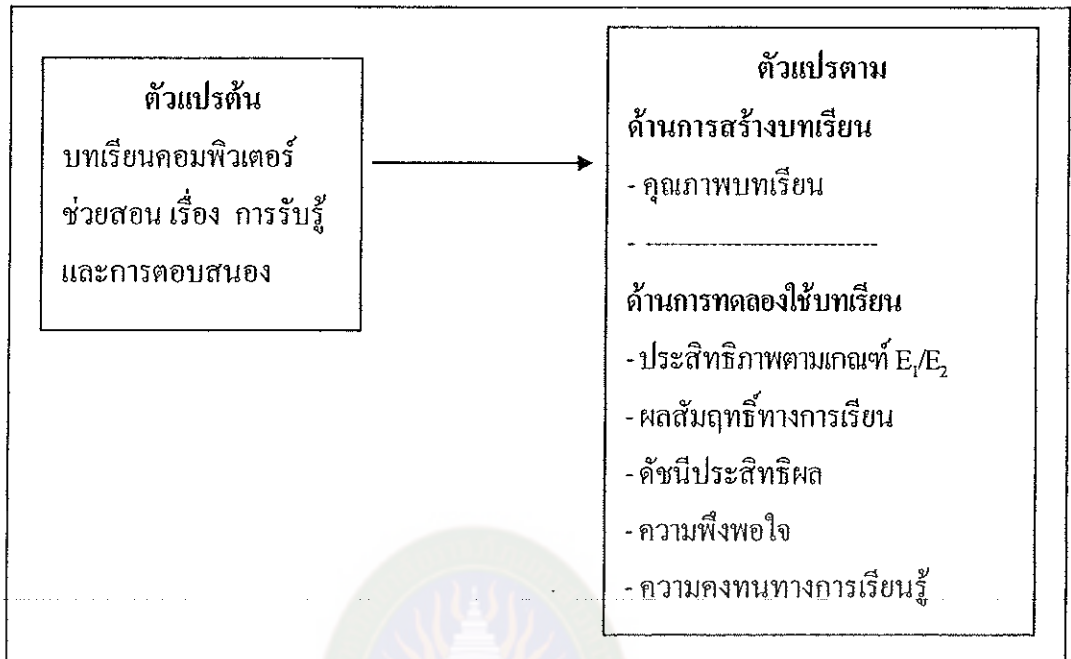 ตัวแปรต้น
บทเรียนคอมพิวเตอร์
ช่วยสอน เรื่อง การรับรู้
และการตอบสนอง
ตัวแปรตาม
ด้านการสร้างบทเรียน
- คุณภาพบทเรียน
- --------------------------
ด้านการทดลองใช้บทเรียน
- ประสิทธิภาพตามเกณฑ์ E₁/E₂
- ผลสัมฤทธิ์ทางการเรียน
- ดัชนีประสิทธิผล
- ความพึงพอใจ
- ความคงทนทางการเรียนรู้